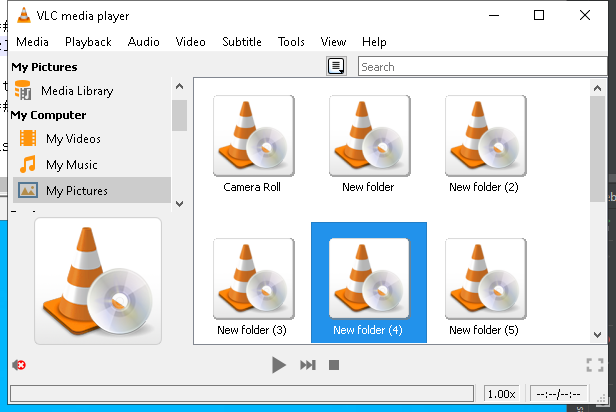 VLC media player
Media Playback Audio Video Subtitle Tools View Help
My Pictures
Search
Media Library
My Computer
My Videos
My Music
My Pictures
Camera Roll
New folder
New folder (2)
New folder (3)
New folder (4)
New folder (5)
1.00x
--:--/--:--